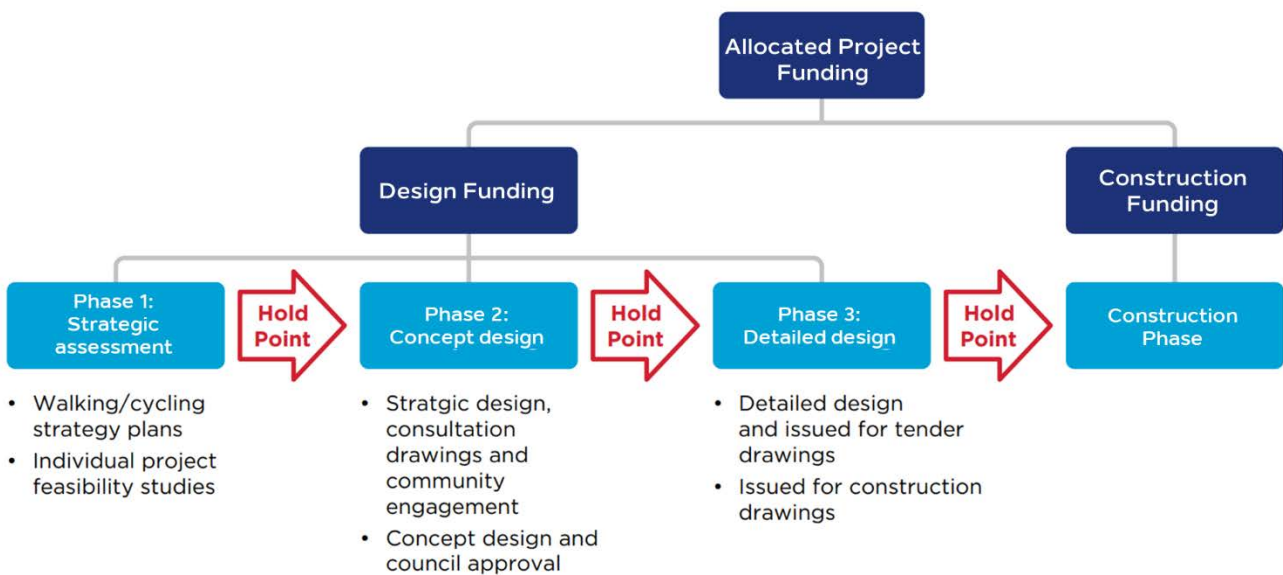 Allocated Project
Funding
Design Funding
Construction
Funding
Phase 1:
Strategic
assessment
Hold
Point
Phase 2:
Concept design
Hold
Point
Phase 3:
Detailed design
Hold
Point
Construction
Phase
• Walking/cycling
strategy plans
• Individual project
feasibility studies
• Stratgic design,
consultation
drawings and
community
engagement
• Concept design and
council approval
• Detailed design
and issued for tender
drawings
• Issued for construction
drawings